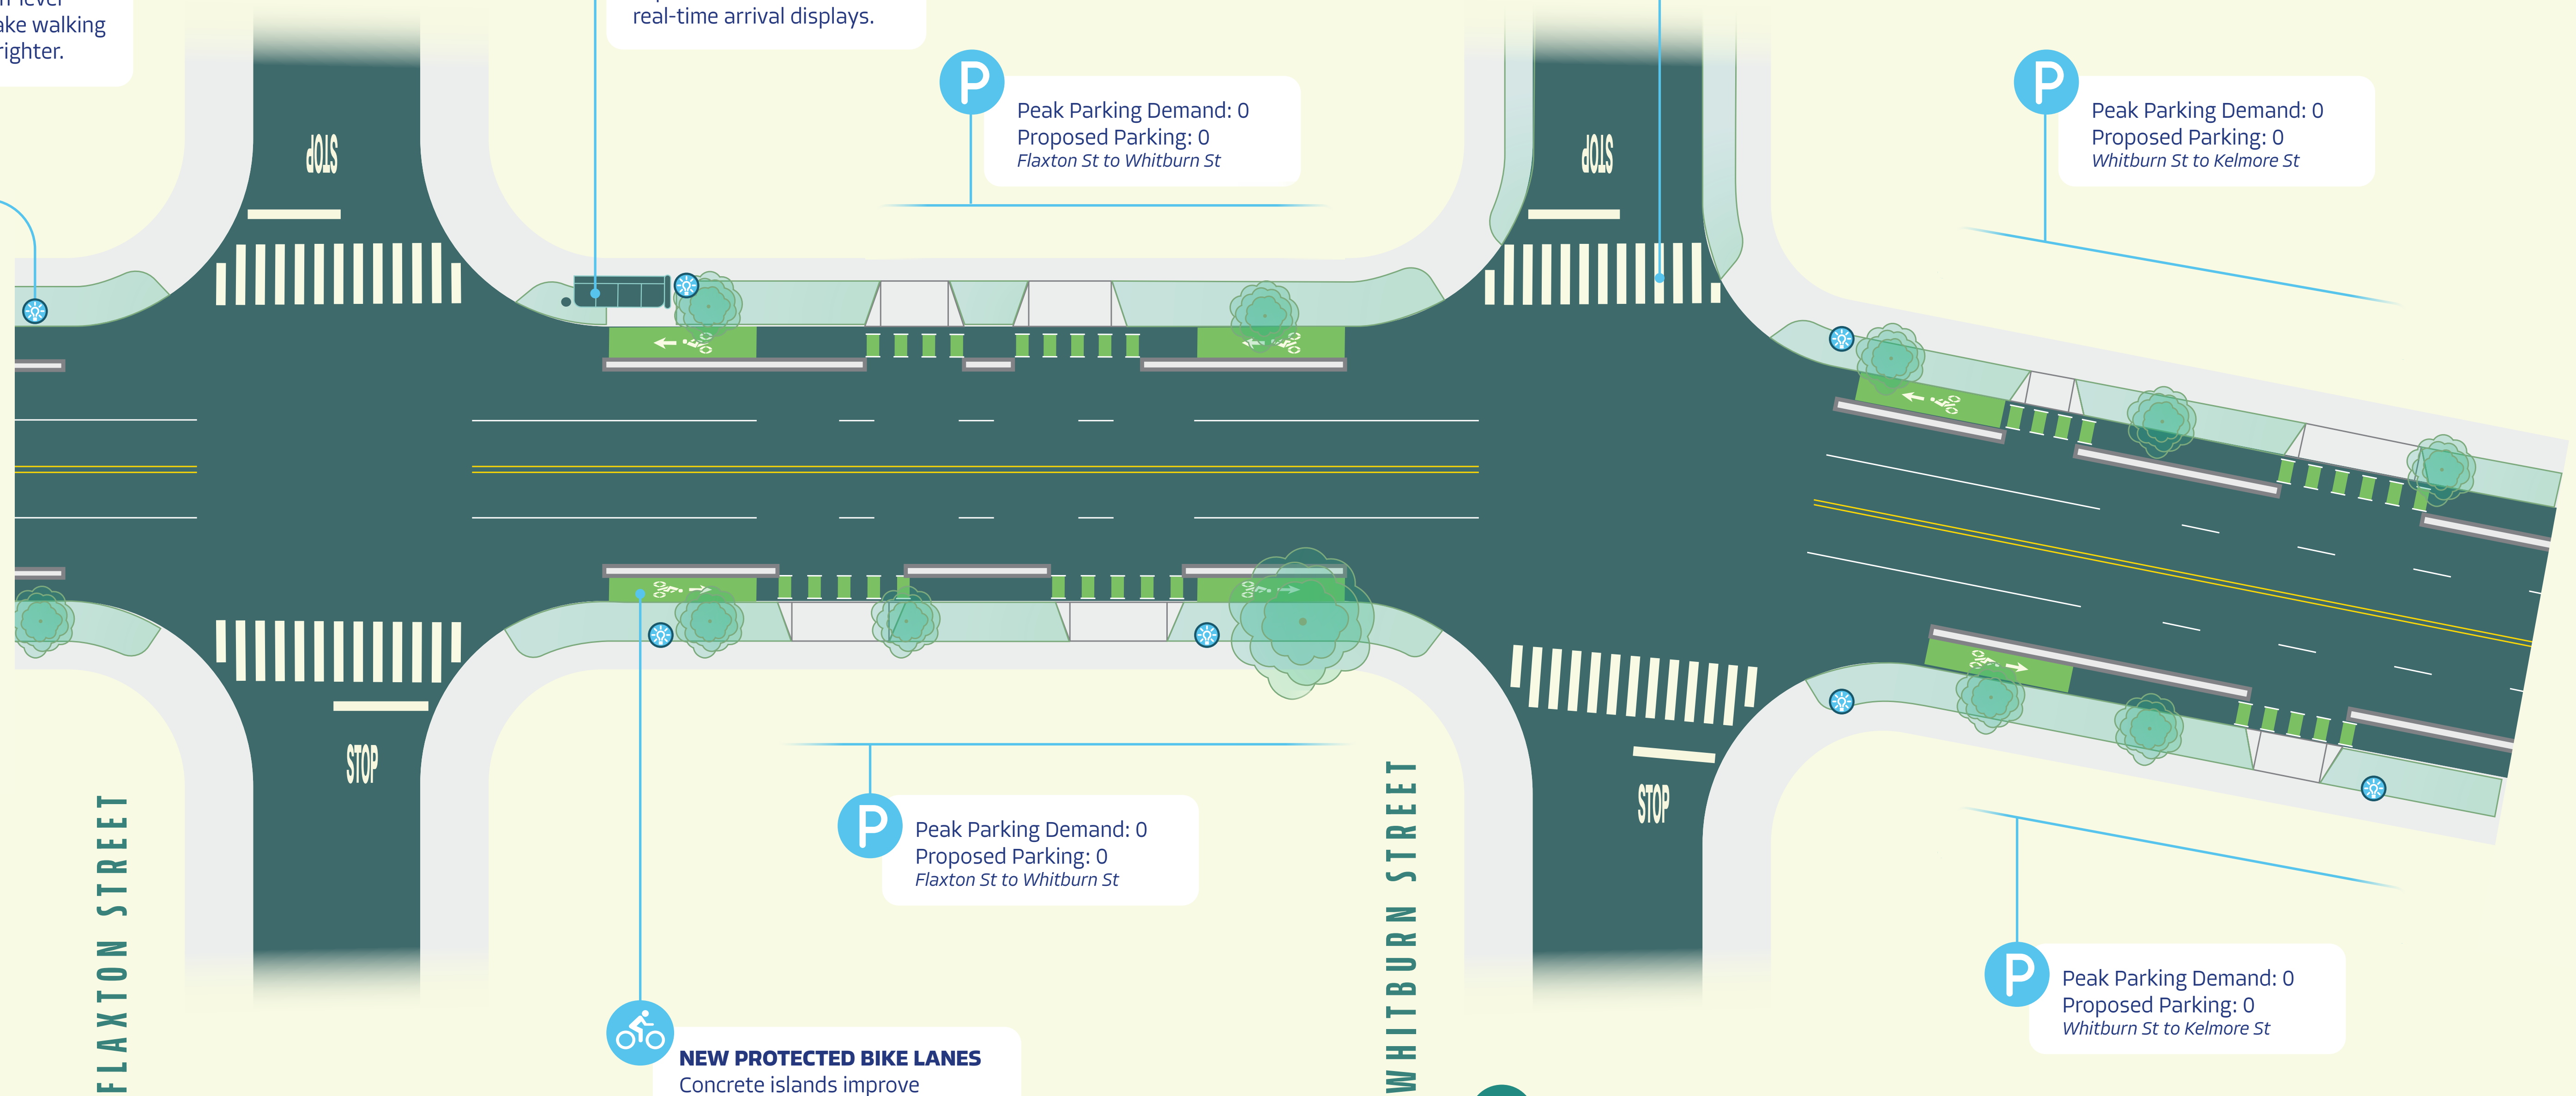 ake walking
righter.
real-time arrival displays.
P
Peak Parking Demand: 0
Proposed Parking: 0
Flaxton St to Whitburn St
P
Peak Parking Demand: 0
Proposed Parking: 0
Whitburn St to Kelmore St
STOP
STOP
STOP
STOP
P
Peak Parking Demand: 0
Proposed Parking: 0
Flaxton St to Whitburn St
P
Peak Parking Demand: 0
Proposed Parking: 0
Whitburn St to Kelmore St
FLAXTON STREET
WHITBURN STREET
NEW PROTECTED BIKE LANES
Concrete islands improve